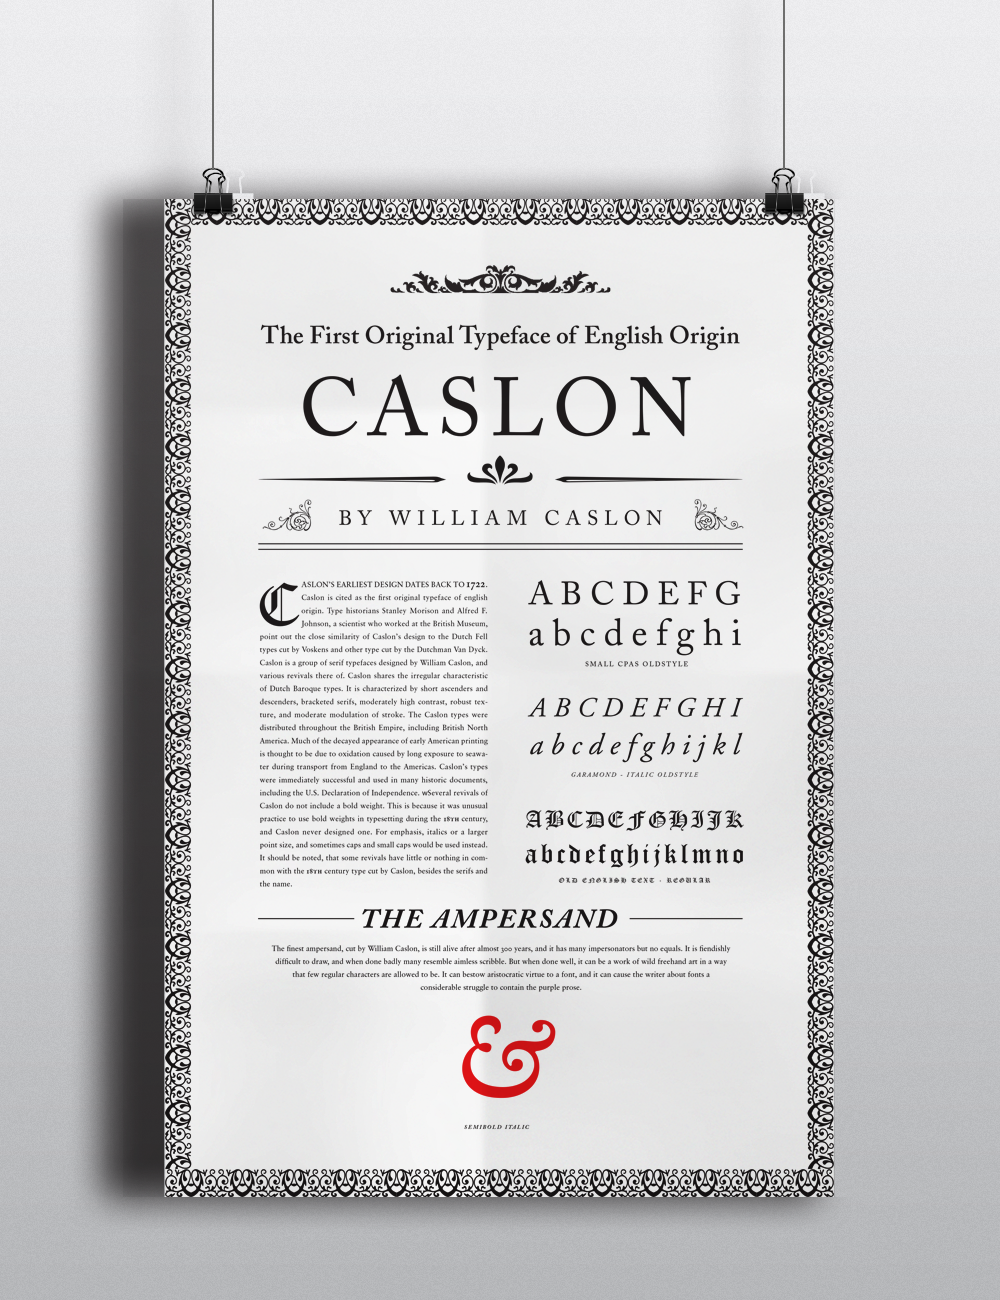 The First Original Typeface of English Origin
CASLON
BY WILLIAM CASLON
CASLON'S EARLIEST DESIGN DATES BACK TO 1722.
Caslon is cited as the first original typeface of english
origin. Type historians Stanley Morison and Alfred F.
Johnson, a scientist who worked at the British Museum,
point out the close similarity of Caslon's design to the Dutch Fell
types cut by Voskens and other type cut by the Dutchman Van Dyck.
Caslon is a group of serif typefaces designed by William Caslon, and
various revivals there of. Caslon shares the irregular characteristic
of Dutch Baroque types. It is characterized by short ascenders and
descenders, bracketed serifs, moderately high contrast, robust tex-
ture, and moderate modulation of stroke. The Caslon types were
distributed throughout the British Empire, including British North
America. Much of the decayed appearance of early American printing
is thought to be due to oxidation caused by long exposure to seawa-
ter during transport from England to the Americas. Caslon's types
were immediately successful and used in many historic documents,
including the U.S. Declaration of Independence. wSeveral revivals of
Caslon do not include a bold weight. This is because it was unusual
practice to use bold weights in typesetting during the 18TH century,
and Caslon never designed one. For emphasis, italics or a larger
point size, and sometimes caps and small caps would be used instead.
It should be noted, that some revivals have little or nothing in com-
mon with the 18TH century type cut by Caslon, besides the serifs and
the name.
ABCDEFG
abcdefghi
SMALL CPAS OLDSTYLE
ABCDEFGHI
abcdefghijkl
GARAMOND - ITALIC OLDSTYLE
ABCDEFGHIJK
abcdefghijklmno
OLD ENGLISH TEXT - REGULAR
THE AMPERSAND
The finest ampersand, cut by William Caslon, is still alive after almost 300 years, and it has many impersonators but no equals. It is fiendishly
difficult to draw, and when done badly many resemble aimless scribble. But when done well, it can be a work of wild freehand art in a way
that few regular characters are allowed to be. It can bestow aristocratic virtue to a font, and it can cause the writer about fonts a
considerable struggle to contain the purple prose.
&
SEMIBOLD ITALIC